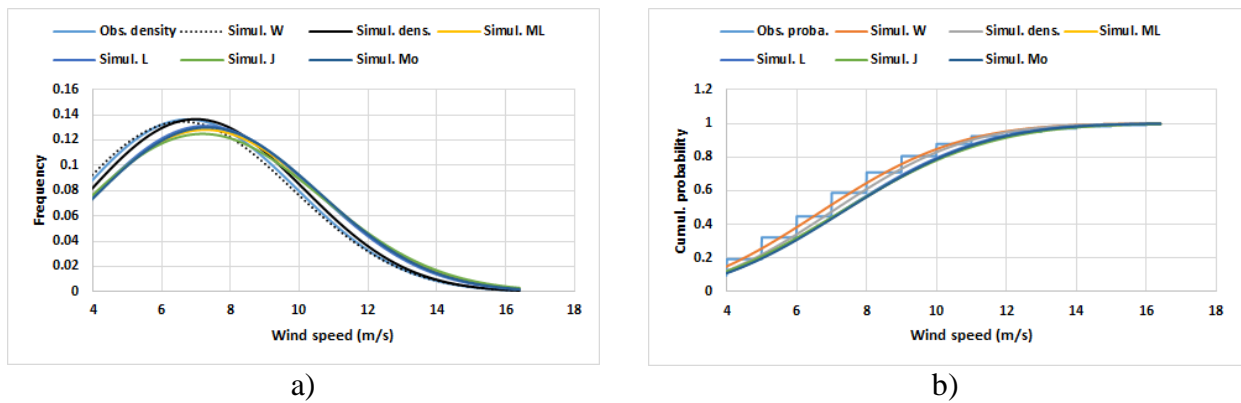 Obs. density Simul. W Simul. dens. Simul. ML
Simul. L Simul. J Simul. Mo
0.16
0.14
0.12
0.1
0.08
0.06
0.04
0.02
0
Frequency
4 6 8 10 12 14 16 18
Wind speed (m/s)
a)
Obs. proba. Simul. W Simul. dens. Simul. ML
Simul. L Simul. J Simul. Mo
1.2
1
0.8
0.6
0.4
0.2
0
Cumul. probability
4 6 8 10 12 14 16 18
Wind speed (m/s)
b)